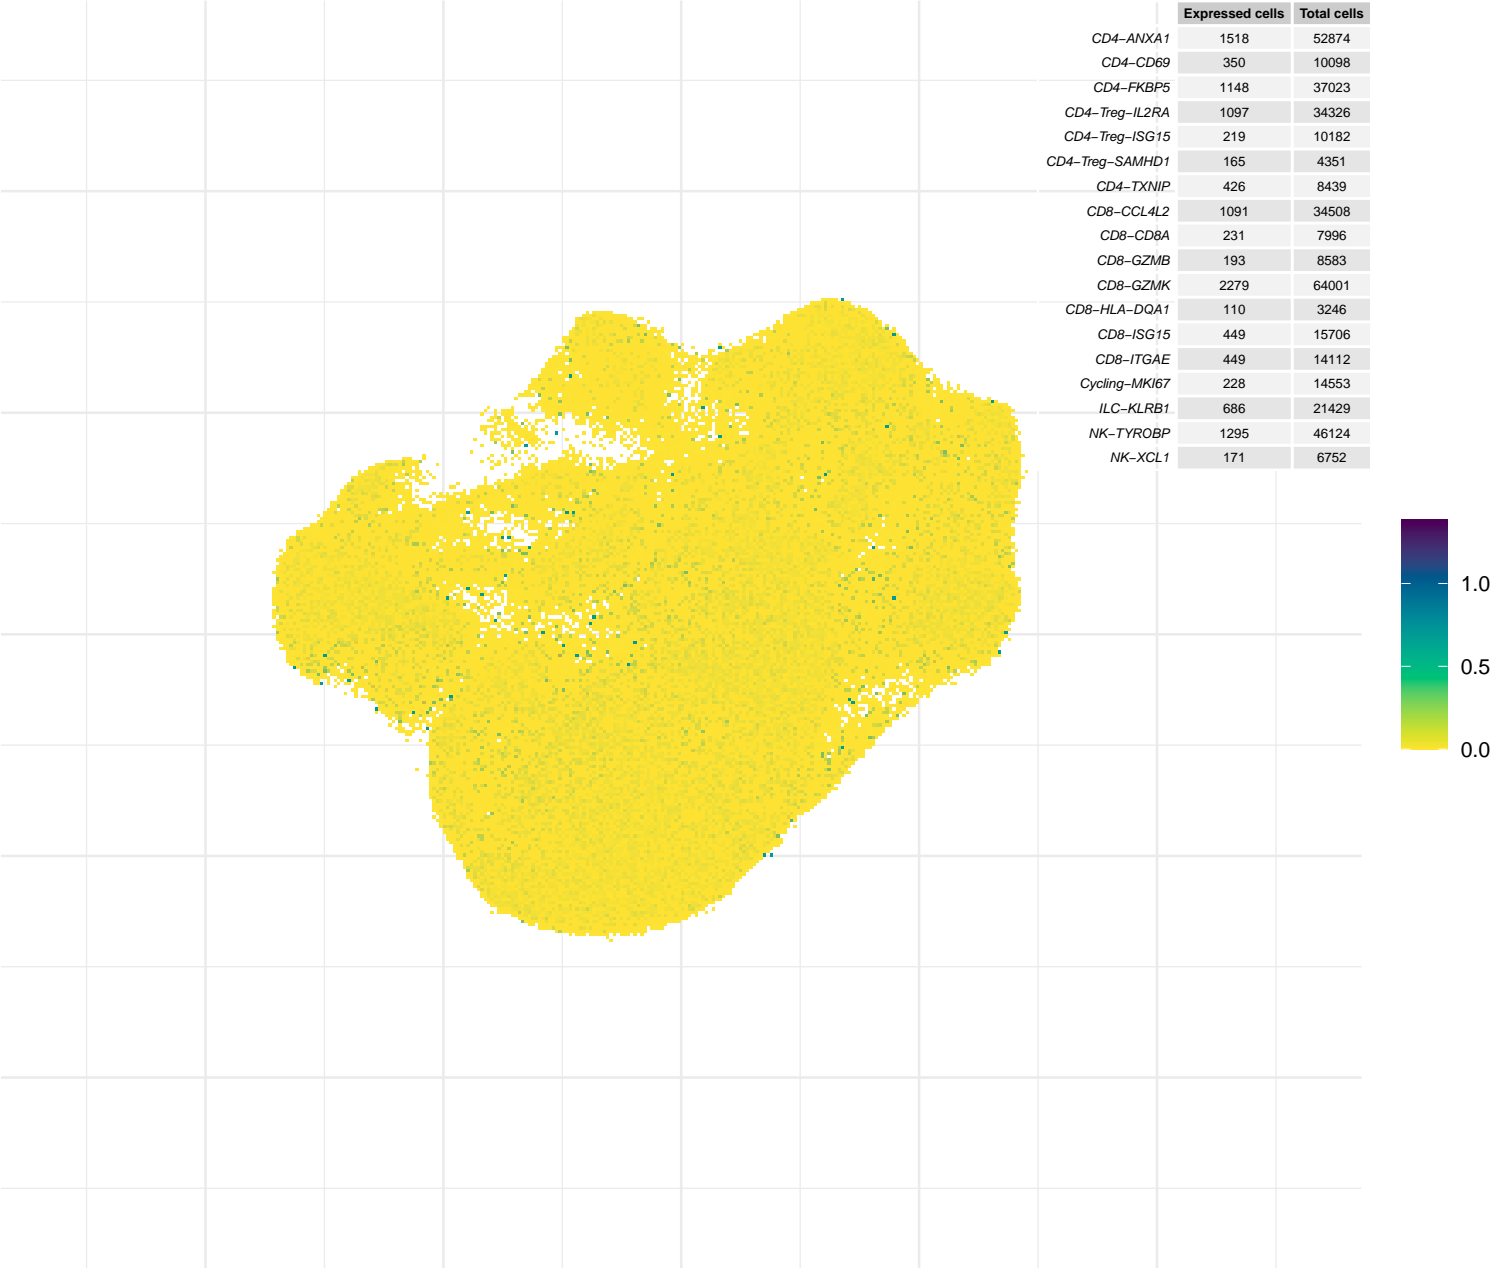 Expressed cells Total cells
CD4−ANXA1 1518 52874
CD4−CD69 350 10098
CD4−FKBP5 1148 37023
CD4−Treg−IL2RA 1097 34326
CD4−Treg−ISG15 219 10182
CD4−Treg−SAMHD1 165 4351
CD4−TXNIP 426 8439
CD8−CCL4L2 1091 34508
CD8−CD8A 231 7996
CD8−GZMB 193 8583
CD8−GZMK 2279 64001
CD8−HLA−DQA1 110 3246
CD8−ISG15 449 15706
CD8−ITGAE 449 14112
Cycling−MKI67 228 14553
ILC−KLRB1 686 21429
NK−TYROBP 1295 46124
NK−XCL1 171 6752
1.0
0.5
0.0